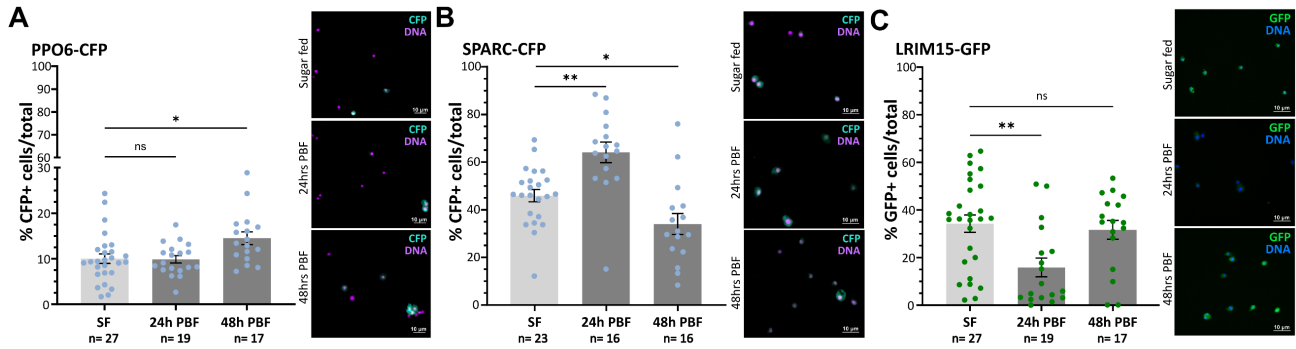 A
PPO6-CFP
% CFP+ cells/total
100
90
80
70
60
30
20
10
0
*
ns
SF
24h PBF
48h PBF
n= 27
n= 19
n= 17
Sugar fed
CFP
DNA
10 µm
24hrs PBF
CFP
DNA
10 µm
48hrs PBF
CFP
DNA
10 µm
B
SPARC-CFP
% CFP+ cells/total
100
80
60
40
20
0
*
**
SF
24h PBF
48h PBF
n= 23
n= 16
n= 16
Sugar fed
CFP
DNA
10 µm
24hrs PBF
CFP
DNA
10 µm
48hrs PBF
CFP
DNA
10 µm
C
LRIM15-GFP
% GFP+ cells/total
100
80
60
40
20
0
ns
**
SF
24h PBF
48h PBF
n= 27
n= 19
n= 17
Sugar fed
GFP
DNA
10 µm
24hrs PBF
GFP
DNA
10 µm
48hrs PBF
GFP
DNA
10 µm